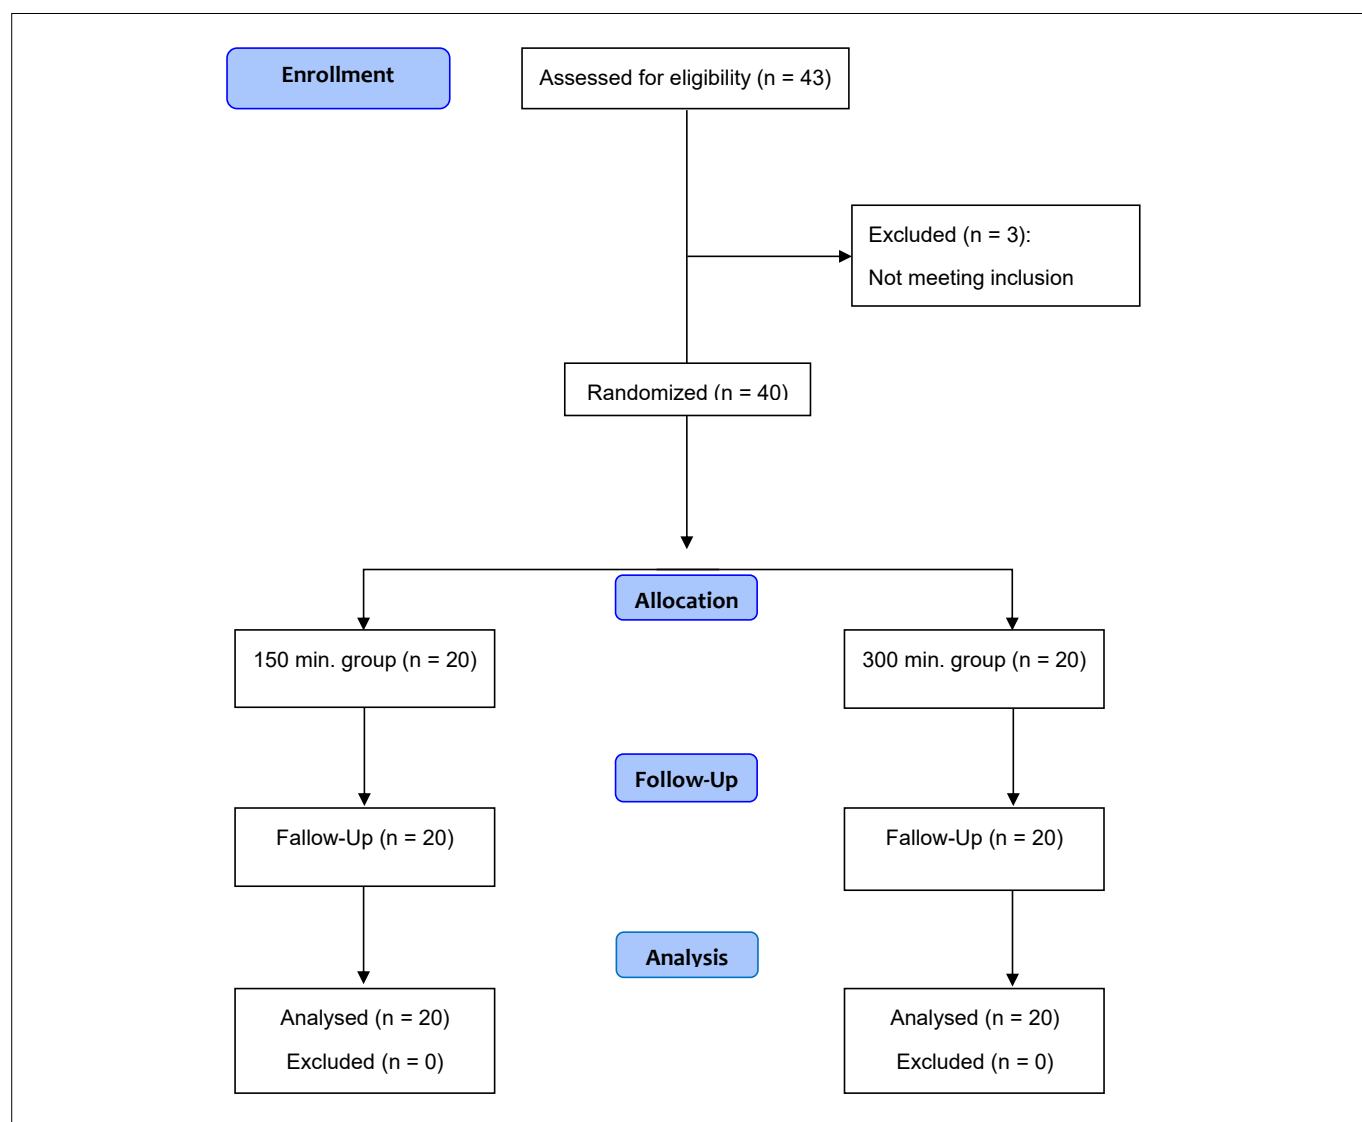 Enrollment
Assessed for eligibility (n = 43)
Excluded (n = 3):
Not meeting inclusion
Randomized (n = 40)
Allocation
150 min. group (n = 20)
300 min. group (n = 20)
Follow-Up
Fallow-Up (n = 20)
Fallow-Up (n = 20)
Analysis
Analysed (n = 20)
Excluded (n = 0)
Analysed (n = 20)
Excluded (n = 0)